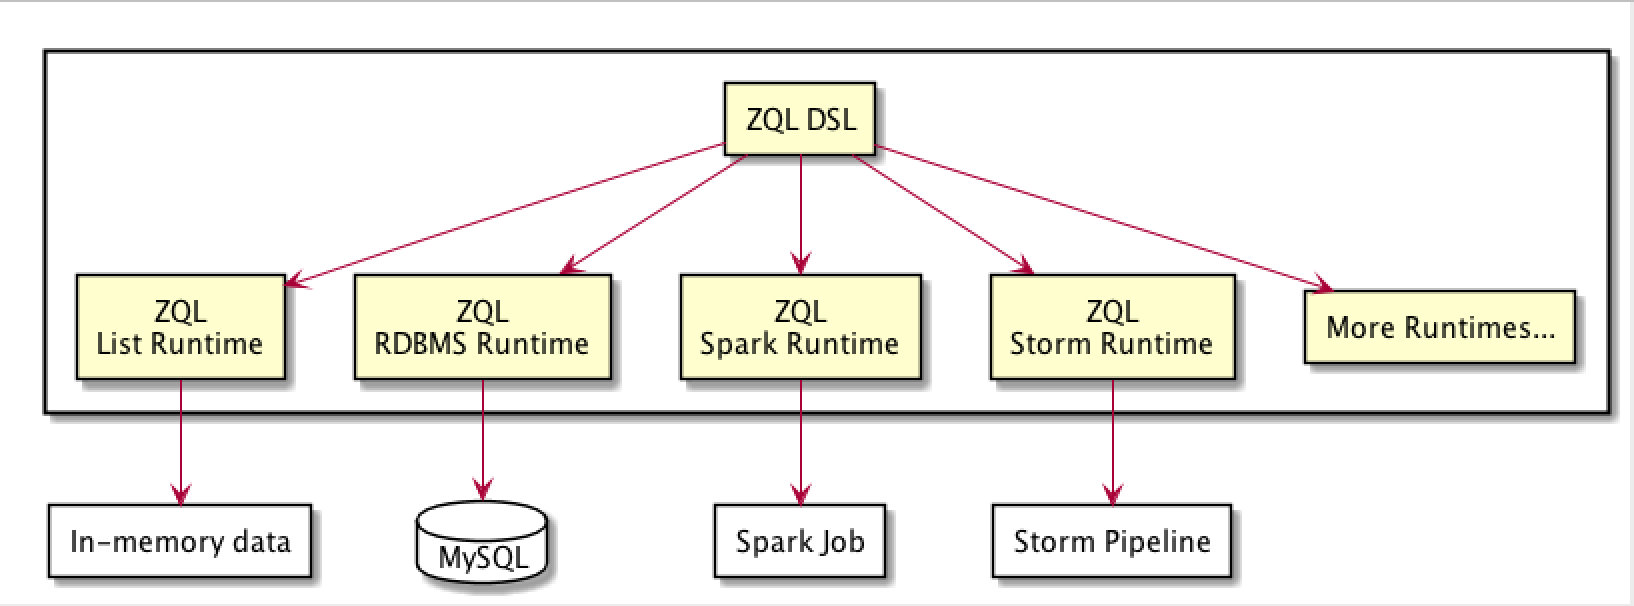 ZQL DSL
ZQL
List Runtime
ZQL
RDBMS Runtime
ZQL
Spark Runtime
ZQL
Storm Runtime
More Runtimes...
In-memory data
MySQL
Spark Job
Storm Pipeline